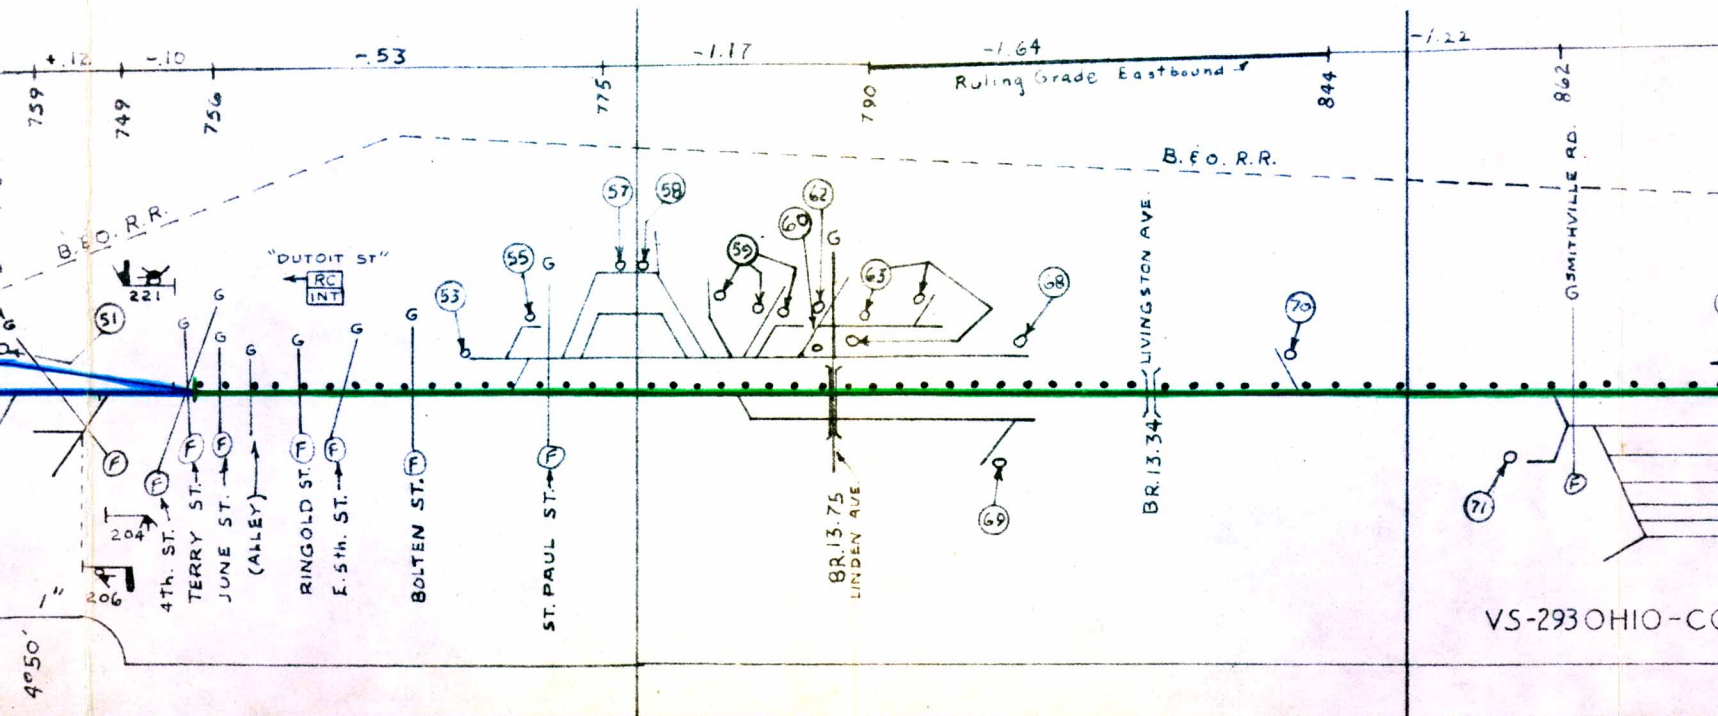 +.12
-.10
-.53
-1.17
-1.64
-1.22
Ruling Grade Eastbound
739
749
756
775
790
844
862
B.&O. R.R.
B.&O. R.R.
"DUTOIT ST"
RC
INT
221
51
53
55
57
58
59
60
62
63
68
70
G
G
G
G
G
G
G
G
G
G
F
F
F
F
F
F
F
F
F
69
71
204
206
4Th. ST.
TERRY ST.
JUNE ST.
(ALLEY)
RINGOLD ST.
E. 5th. ST.
BOLTEN ST.
ST. PAUL ST.
BR. 13.75
LINDEN AVE.
BR. 13.34
LIVINGSTON AVE.
SMITHVILLE RD.
1"
4°50'
VS-293 OHIO-CO